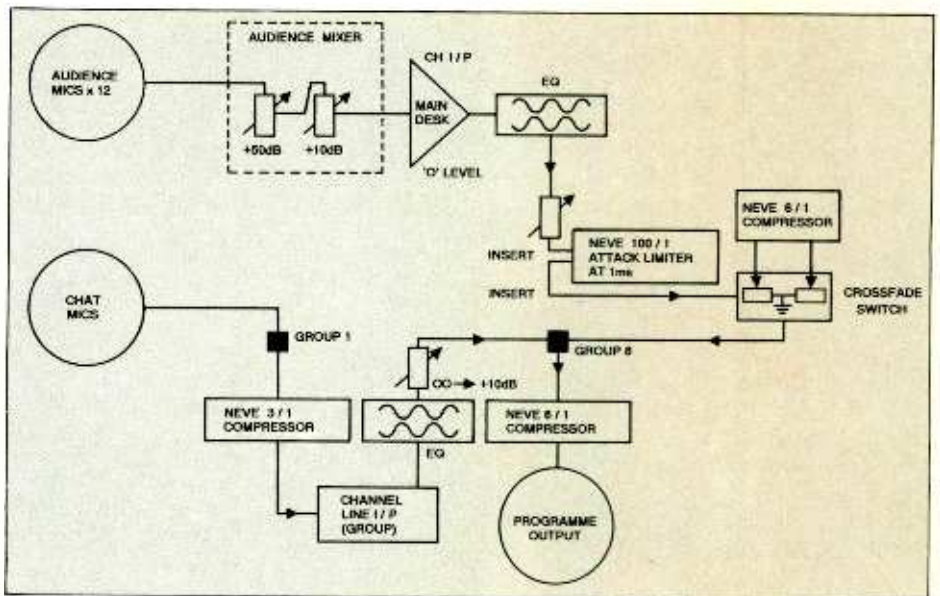 AUDIENCE
MICS x 12
AUDIENCE MIXER
+50dB
+10dB
CH I / P
MAIN
DESK
'O' LEVEL
EQ
INSERT
NEVE 100 / 1
ATTACK LIMITER
AT 1ms
INSERT
NEVE 6 / 1
COMPRESSOR
CROSSFADE
SWITCH
CHAT
MICS
GROUP 1
NEVE 3 / 1
COMPRESSOR
CHANNEL
LINE I / P
(GROUP)
EQ
OO → +10dB
GROUP 8
NEVE 6 / 1
COMPRESSOR
PROGRAMME
OUTPUT